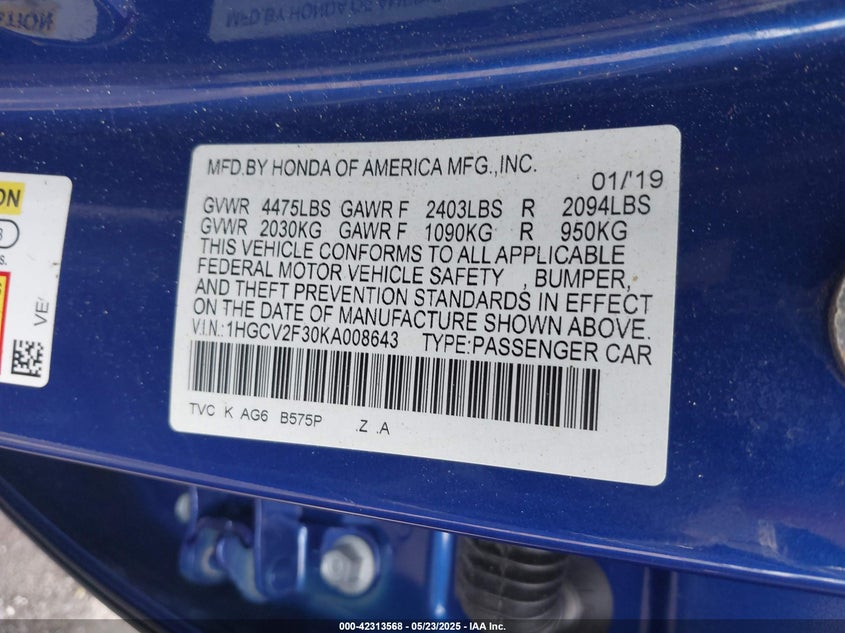 MFD.BY HONDA OF AMERICA MFG.,INC.
01/'19
GVWR 4475LBS GAWR F 2403LBS R 2094LBS
GVWR 2030KG GAWR F 1090KG R 950KG
THIS VEHICLE CONFORMS TO ALL APPLICABLE
FEDERAL MOTOR VEHICLE SAFETY , BUMPER,
AND THEFT PREVENTION STANDARDS IN EFFECT
ON THE DATE OF MANUFACTURE SHOWN ABOVE.
V.I.N.:1HGCV2F30KA008643 TYPE:PASSENGER CAR
TVC K AG6 B575P .Z .A
ON
s.
VE
000-42313568 - 05/23/2025 - IAA Inc.